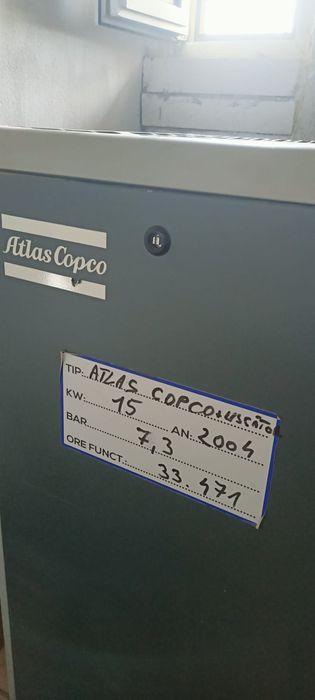 Atlas Copco
TIP:..ATLAS COPCO+USCĂTOR
KW:....15....AN:..2004
BAR....7,3
ORE FUNCT.:..33.471